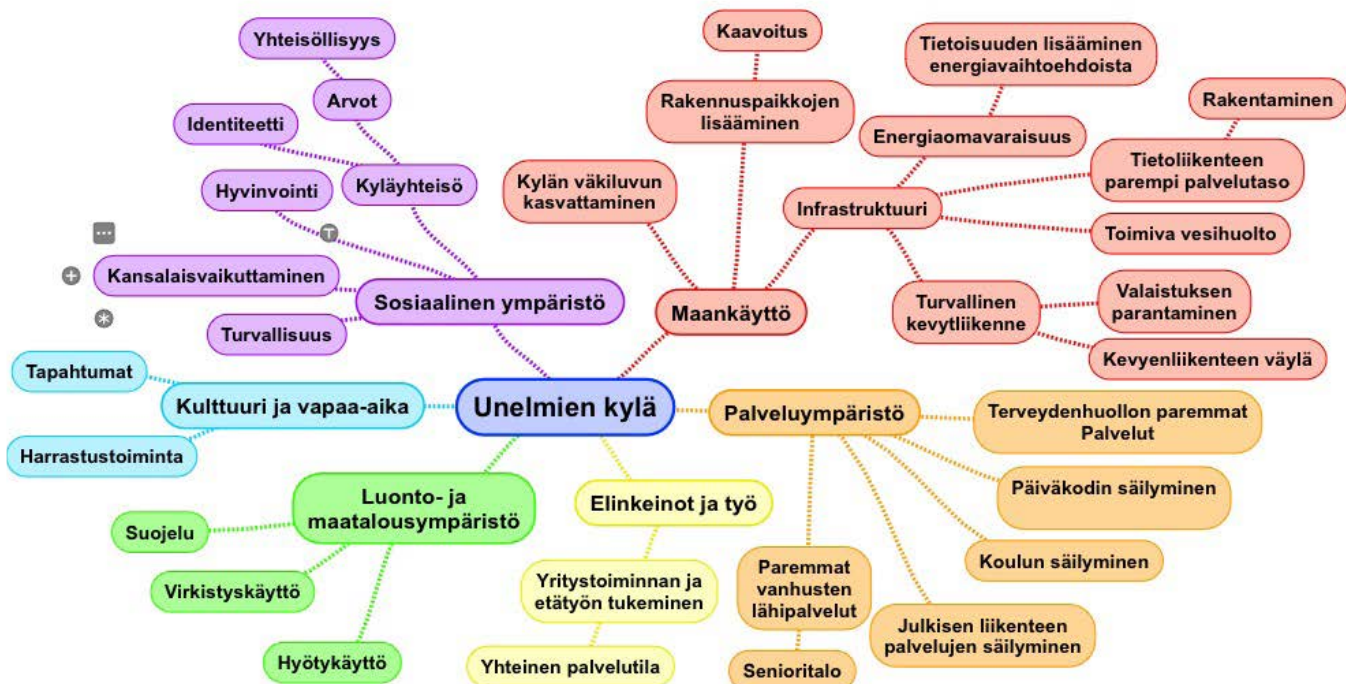 Yhteisöllisyys
Arvot
Identiteetti
Kyläyhteisö
Hyvinvointi
Kansalaisvaikuttaminen
Sosiaalinen ympäristö
Turvallisuus
Kaavoitus
Rakennuspaikkojen
lisääminen
Kylän väkiluvun
kasvattaminen
Maankäyttö
Tietoisuuden lisääminen
energiavaihtoehdoista
Energiaomavaraisuus
Rakentaminen
Tietoliikenteen
parempi palvelutaso
Infrastruktuuri
Toimiva vesihuolto
Turvallinen
kevytliikenne
Valaistuksen
parantaminen
Kevyenliikenteen väylä
Tapahtumat
Kulttuuri ja vapaa-aika
Harrastustoiminta
Unelmien kylä
Palveluympäristö
Terveydenhuollon paremmat
Palvelut
Päiväkodin säilyminen
Koulun säilyminen
Julkisen liikenteen
palvelujen säilyminen
Paremmat
vanhusten
lähipalvelut
Senioritalo
Luonto- ja
maatalousympäristö
Suojelu
Virkistyskäyttö
Hyötykäyttö
Elinkeinot ja työ
Yritystoiminnan ja
etätyön tukeminen
Yhteinen palvelutila